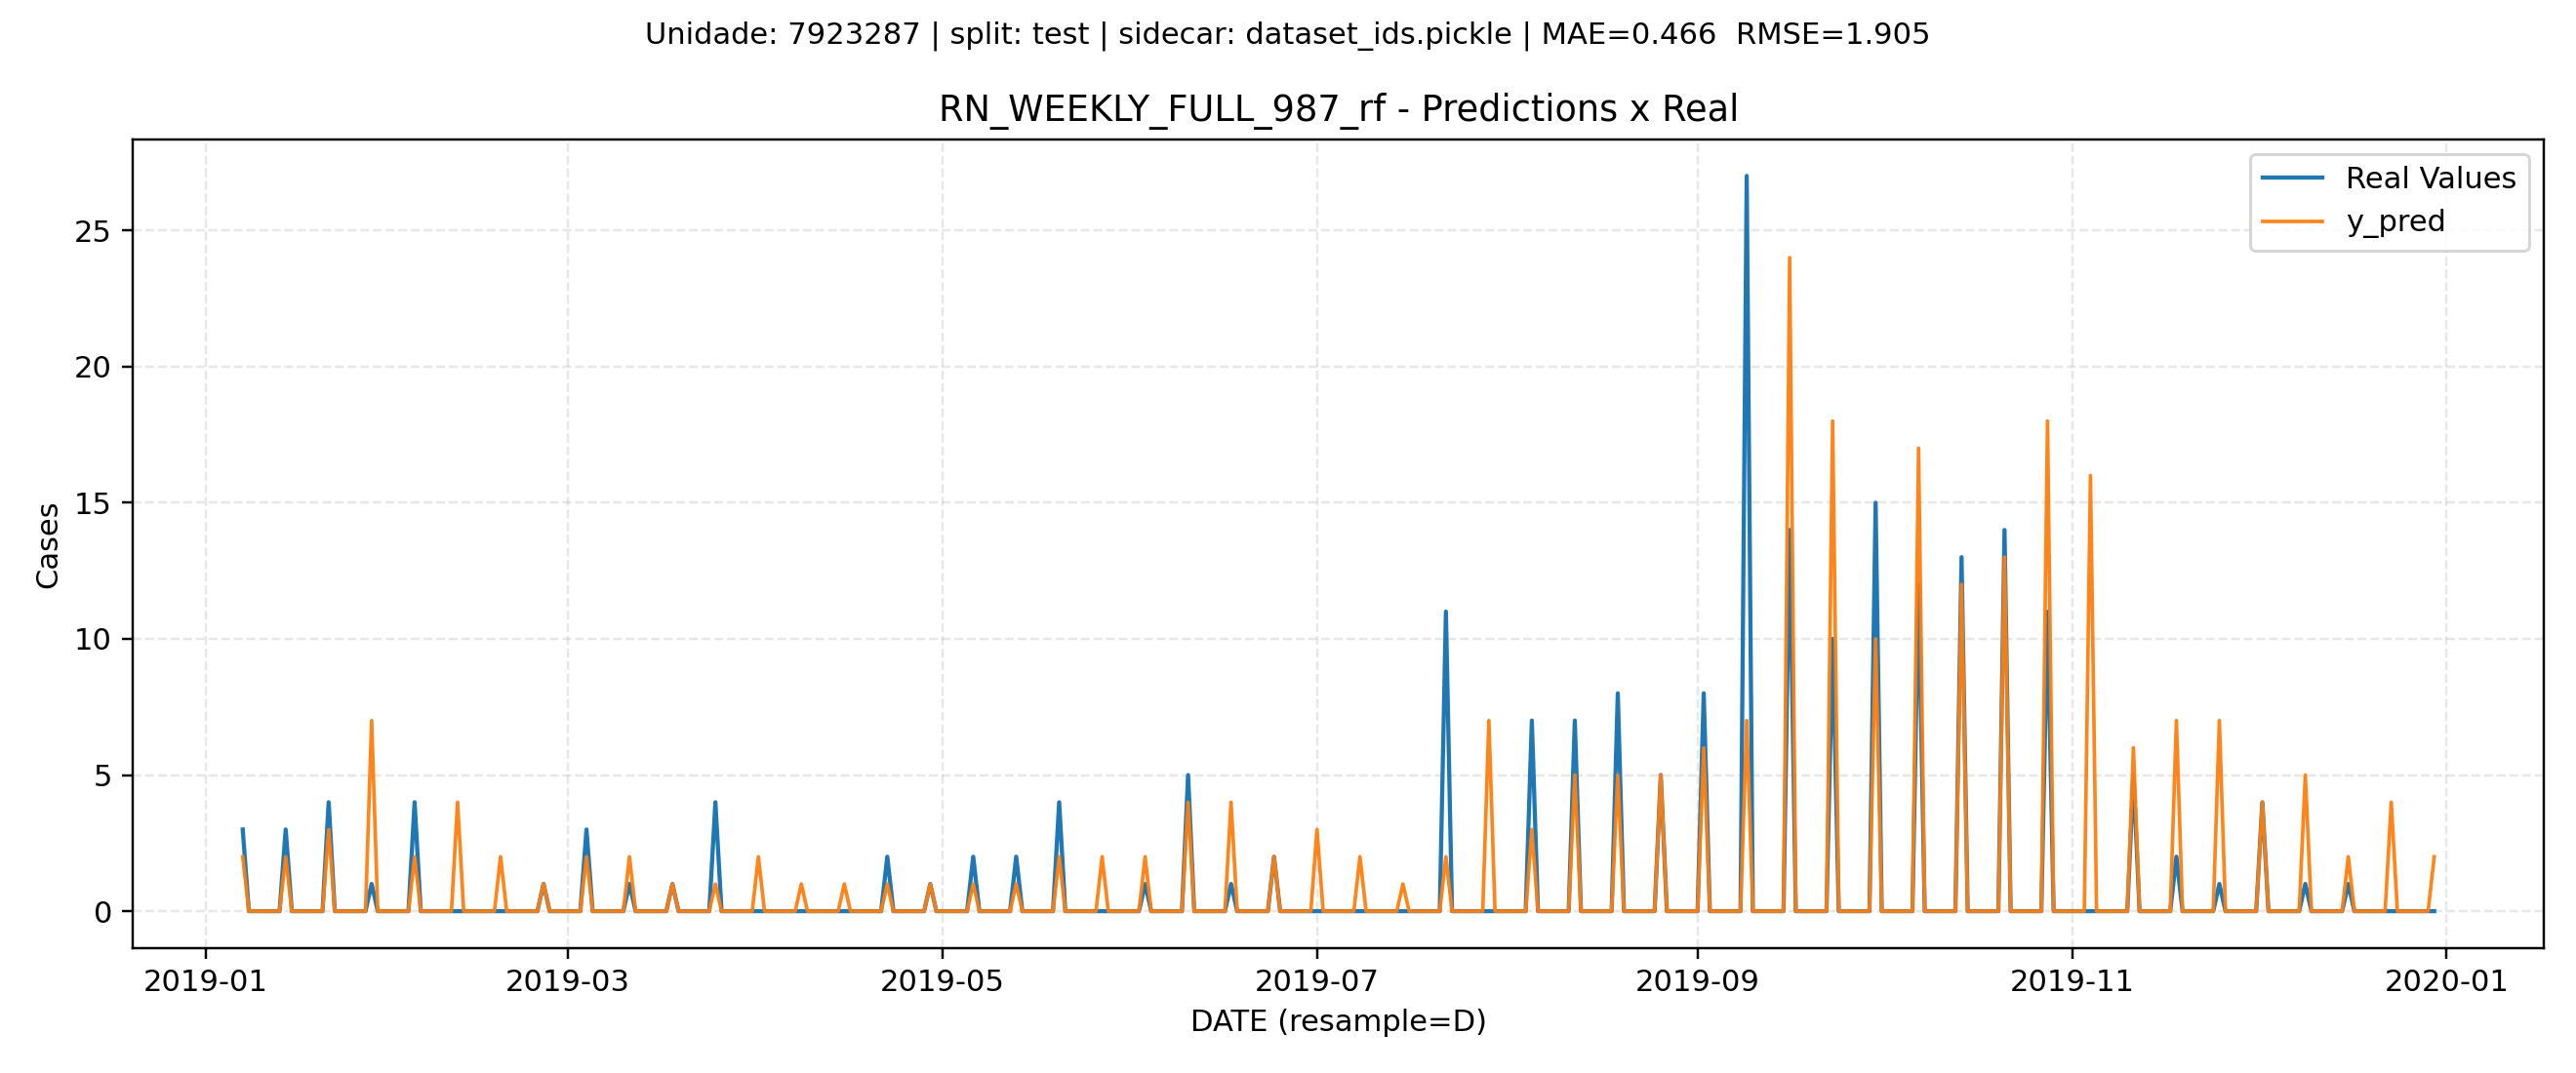 Unidade: 7923287 | split: test | sidecar: dataset_ids.pickle | MAE=0.466  RMSE=1.905
RN_WEEKLY_FULL_987_rf - Predictions x Real
Real Values
y_pred
Cases
25
20
15
10
5
0
2019-01
2019-03
2019-05
2019-07
2019-09
2019-11
2020-01
DATE (resample=D)